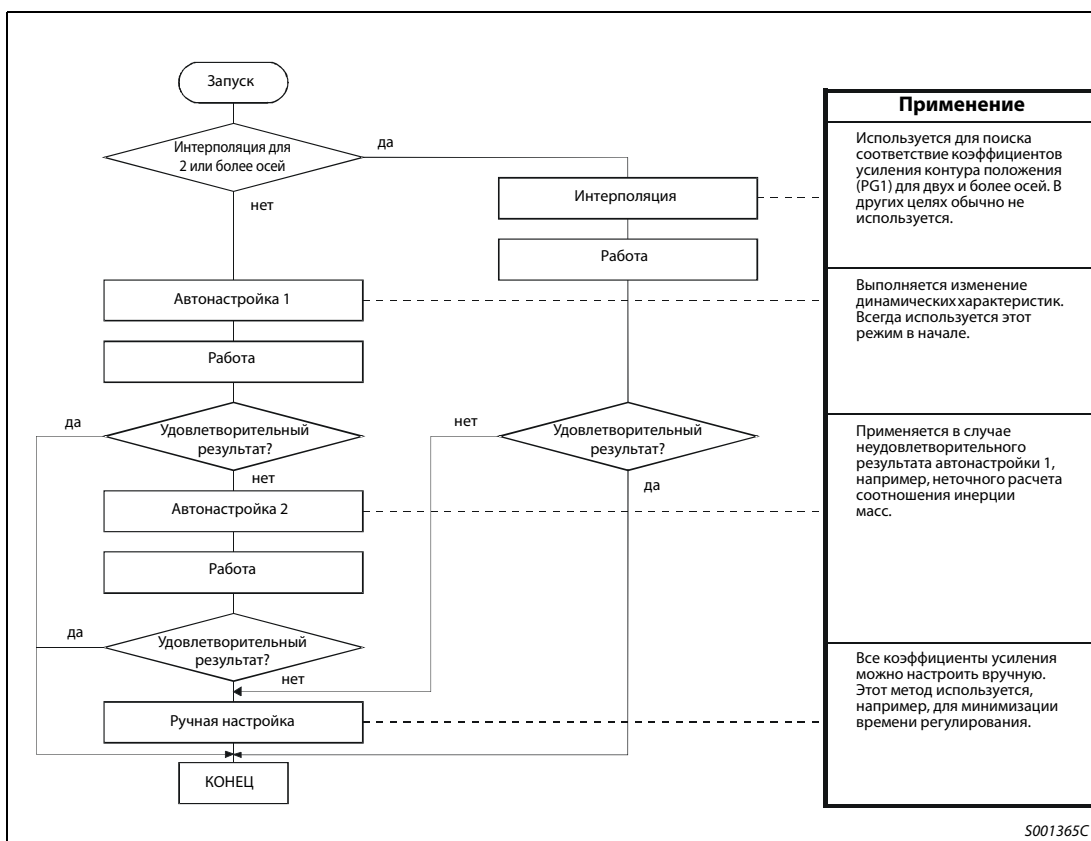 Запуск
Интерполяция для
2 или более осей
да
нет
Интерполяция
Работа
Автонастройка 1
Работа
да
Удовлетворительный
результат?
нет
нет
Удовлетворительный
результат?
да
Автонастройка 2
Работа
да
Удовлетворительный
результат?
нет
Ручная настройка
КОНЕЦ
Применение
Используется для поиска
соответствие коэффициентов
усиления контура положения
(PG1) для двух и более осей. В
других целях обычно не
используется.
Выполняется изменение
динамических характеристик.
Всегда используется этот
режим в начале.
Применяется в случае
неудовлетворительного
результата автонастройки 1,
например, неточного расчета
соотношения инерции
масс.
Все коэффициенты усиления
можно настроить вручную.
Этот метод используется,
например, для минимизации
времени регулирования.
S001365C